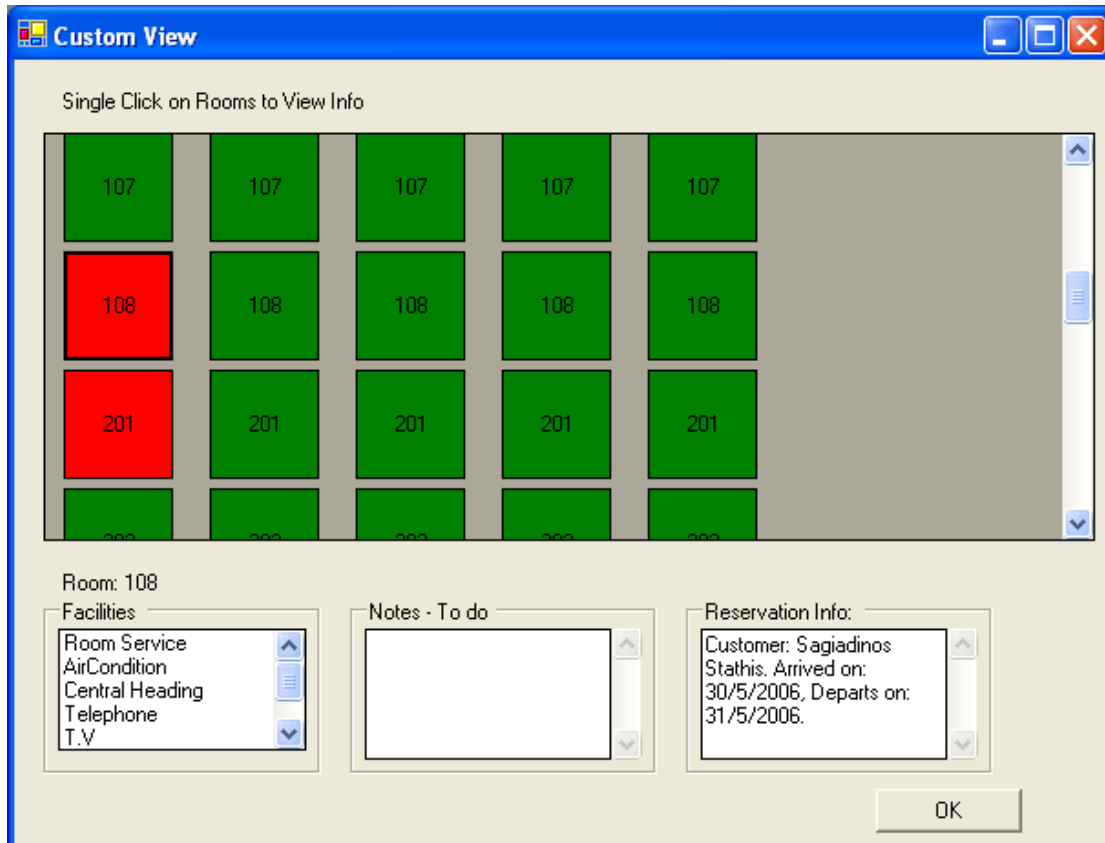 Custom View
Single Click on Rooms to View Info
107 107 107 107 107
108 108 108 108 108
201 201 201 201 201
Room: 108
Facilities
Room Service
AirCondition
Central Heading
Telephone
T.V
Notes - To do
Reservation Info:
Customer: Sagiadinos
Stathis. Arrived on:
30/5/2006, Departs on:
31/5/2006.
OK